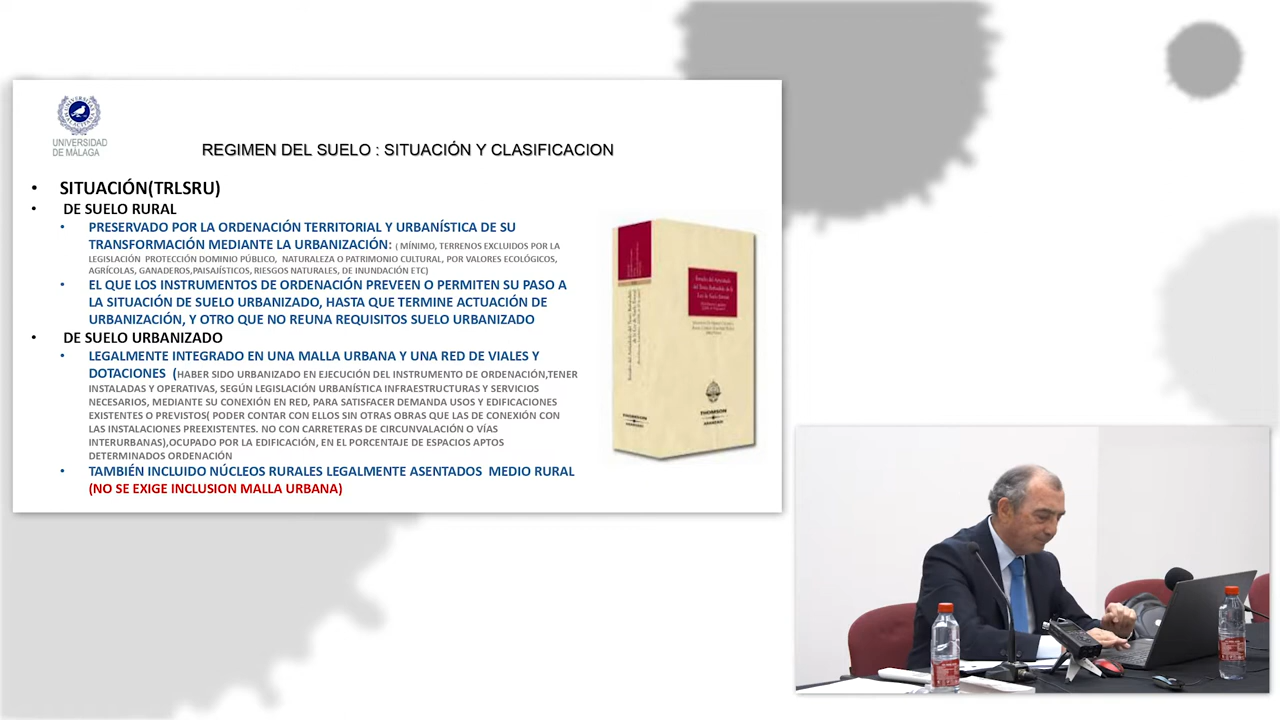 UNIVERSIDAD
DE MÁLAGA
REGIMEN DEL SUELO : SITUACIÓN Y CLASIFICACION
• SITUACIÓN(TRLSRU)
• DE SUELO RURAL
• PRESERVADO POR LA ORDENACIÓN TERRITORIAL Y URBANÍSTICA DE SU
TRANSFORMACIÓN MEDIANTE LA URBANIZACIÓN: ( MÍNIMO, TERRENOS EXCLUIDOS POR LA
LEGISLACIÓN PROTECCIÓN DOMINIO PÚBLICO, NATURALEZA O PATRIMONIO CULTURAL, POR VALORES ECOLÓGICOS,
AGRÍCOLAS, GANADEROS,PAISAJÍSTICOS, RIESGOS NATURALES, DE INUNDACIÓN ETC)
• EL QUE LOS INSTRUMENTOS DE ORDENACIÓN PREVEEN O PERMITEN SU PASO A
LA SITUACIÓN DE SUELO URBANIZADO, HASTA QUE TERMINE ACTUACIÓN DE
URBANIZACIÓN, Y OTRO QUE NO REUNA REQUISITOS SUELO URBANIZADO
• DE SUELO URBANIZADO
• LEGALMENTE INTEGRADO EN UNA MALLA URBANA Y UNA RED DE VIALES Y
DOTACIONES (HABER SIDO URBANIZADO EN EJECUCIÓN DEL INSTRUMENTO DE ORDENACIÓN,TENER
INSTALADAS Y OPERATIVAS, SEGÚN LEGISLACIÓN URBANÍSTICA INFRAESTRUCTURAS Y SERVICIOS
NECESARIOS, MEDIANTE SU CONEXIÓN EN RED, PARA SATISFACER DEMANDA USOS Y EDIFICACIONES
EXISTENTES O PREVISTOS( PODER CONTAR CON ELLOS SIN OTRAS OBRAS QUE LAS DE CONEXIÓN CON
LAS INSTALACIONES PREEXISTENTES. NO CON CARRETERAS DE CIRCUNVALACIÓN O VÍAS
INTERURBANAS),OCUPADO POR LA EDIFICACIÓN, EN EL PORCENTAJE DE ESPACIOS APTOS
DETERMINADOS ORDENACIÓN
• TAMBIÉN INCLUIDO NÚCLEOS RURALES LEGALMENTE ASENTADOS MEDIO RURAL
(NO SE EXIGE INCLUSION MALLA URBANA)
THOMSON